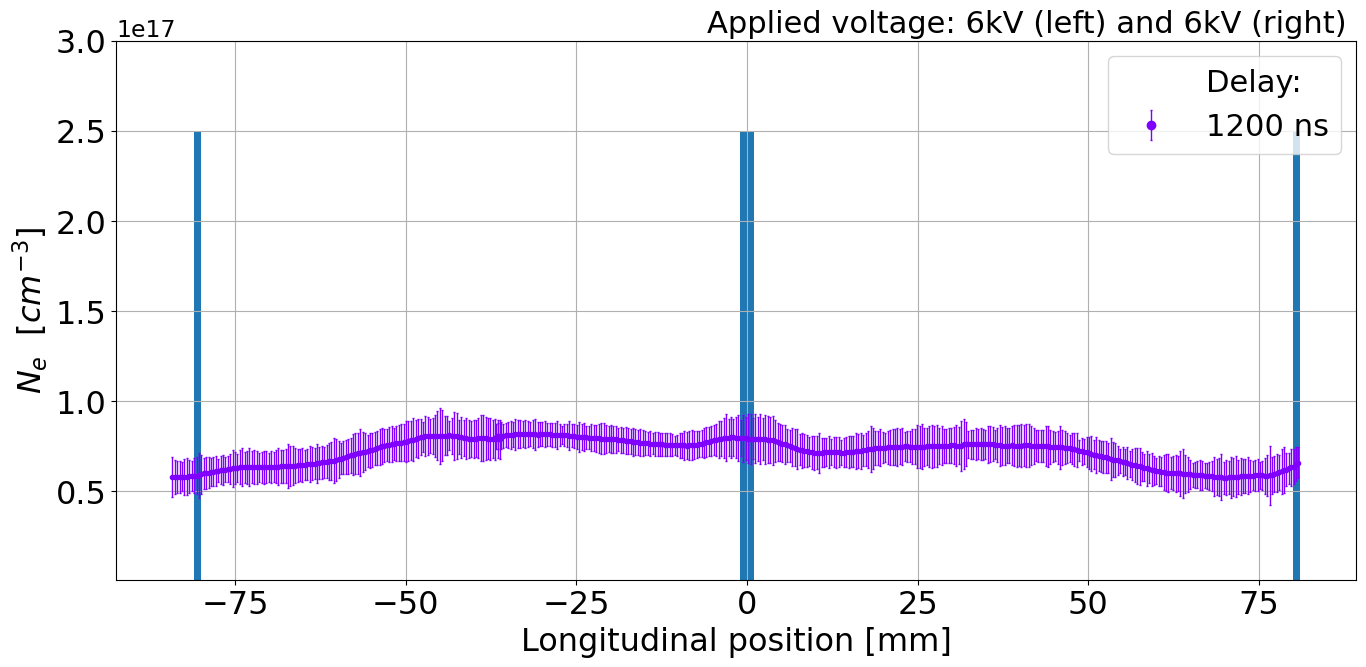 Applied voltage: 6kV (left) and 6kV (right)
1e17
3.0
2.5
2.0
1.5
1.0
0.5
N_e [cm^{-3}]
Delay:
1200 ns
−75
−50
−25
0
25
50
75
Longitudinal position [mm]